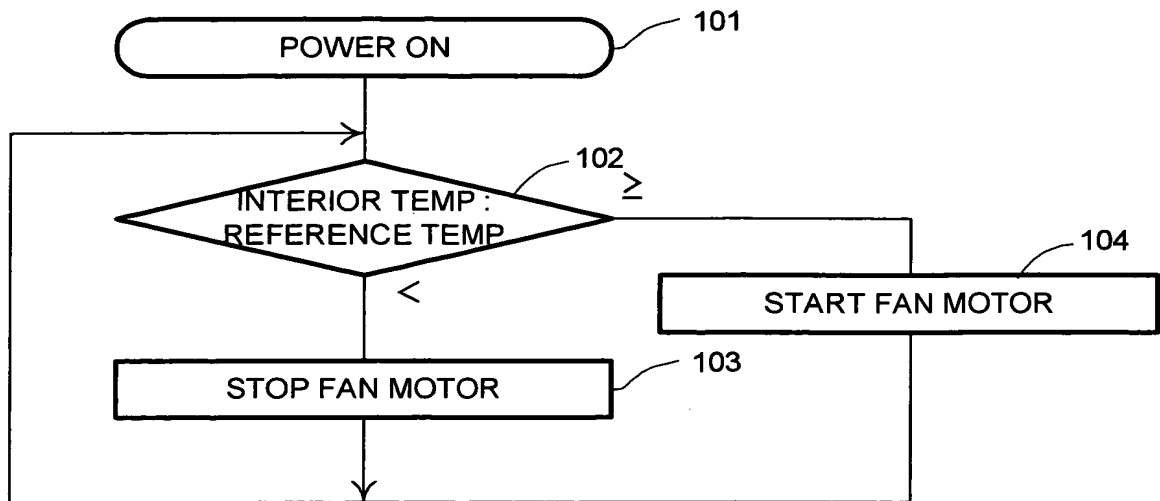 POWER ON
101
102
INTERIOR TEMP :
REFERENCE TEMP
≥
<
104
START FAN MOTOR
103
STOP FAN MOTOR